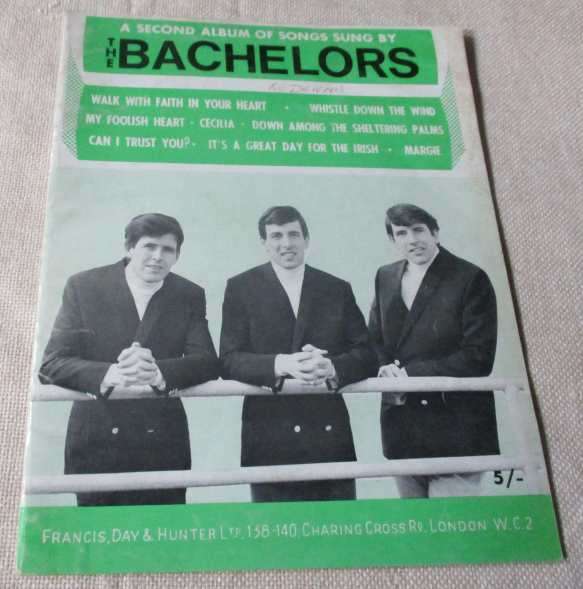 A SECOND ALBUM OF SONGS SUNG BY
THE BACHELORS
WALK WITH FAITH IN YOUR HEART · WHISTLE DOWN THE WIND
MY FOOLISH HEART · CECILIA · DOWN AMONG THE SHELTERING PALMS
CAN I TRUST YOU? · IT'S A GREAT DAY FOR THE IRISH · MARGIE
5/-
FRANCIS, DAY & HUNTER LTD. 138-140, CHARING CROSS RD. LONDON W.C.2